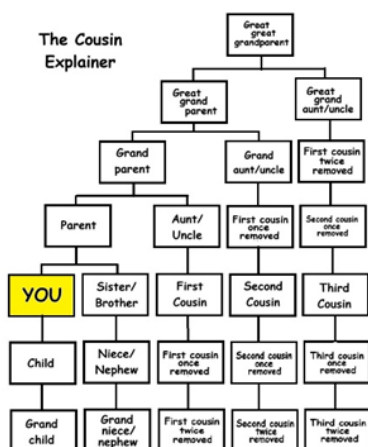 The Cousin
Explainer
Great
great
grandparent
Great
grand
parent
Great
grand
aunt/uncle
Grand
parent
Grand
aunt/uncle
First cousin
twice
removed
Parent
Aunt/
Uncle
First cousin
once
removed
Second cousin
once
removed
YOU
Sister/
Brother
First
Cousin
Second
Cousin
Third
Cousin
Child
Niece/
Nephew
First cousin
once
removed
Second cousin
once
removed
Third cousin
once
removed
Grand
child
Grand
niece/
nephew
First cousin
twice
removed
Second cousin
twice
removed
Third cousin
twice
removed